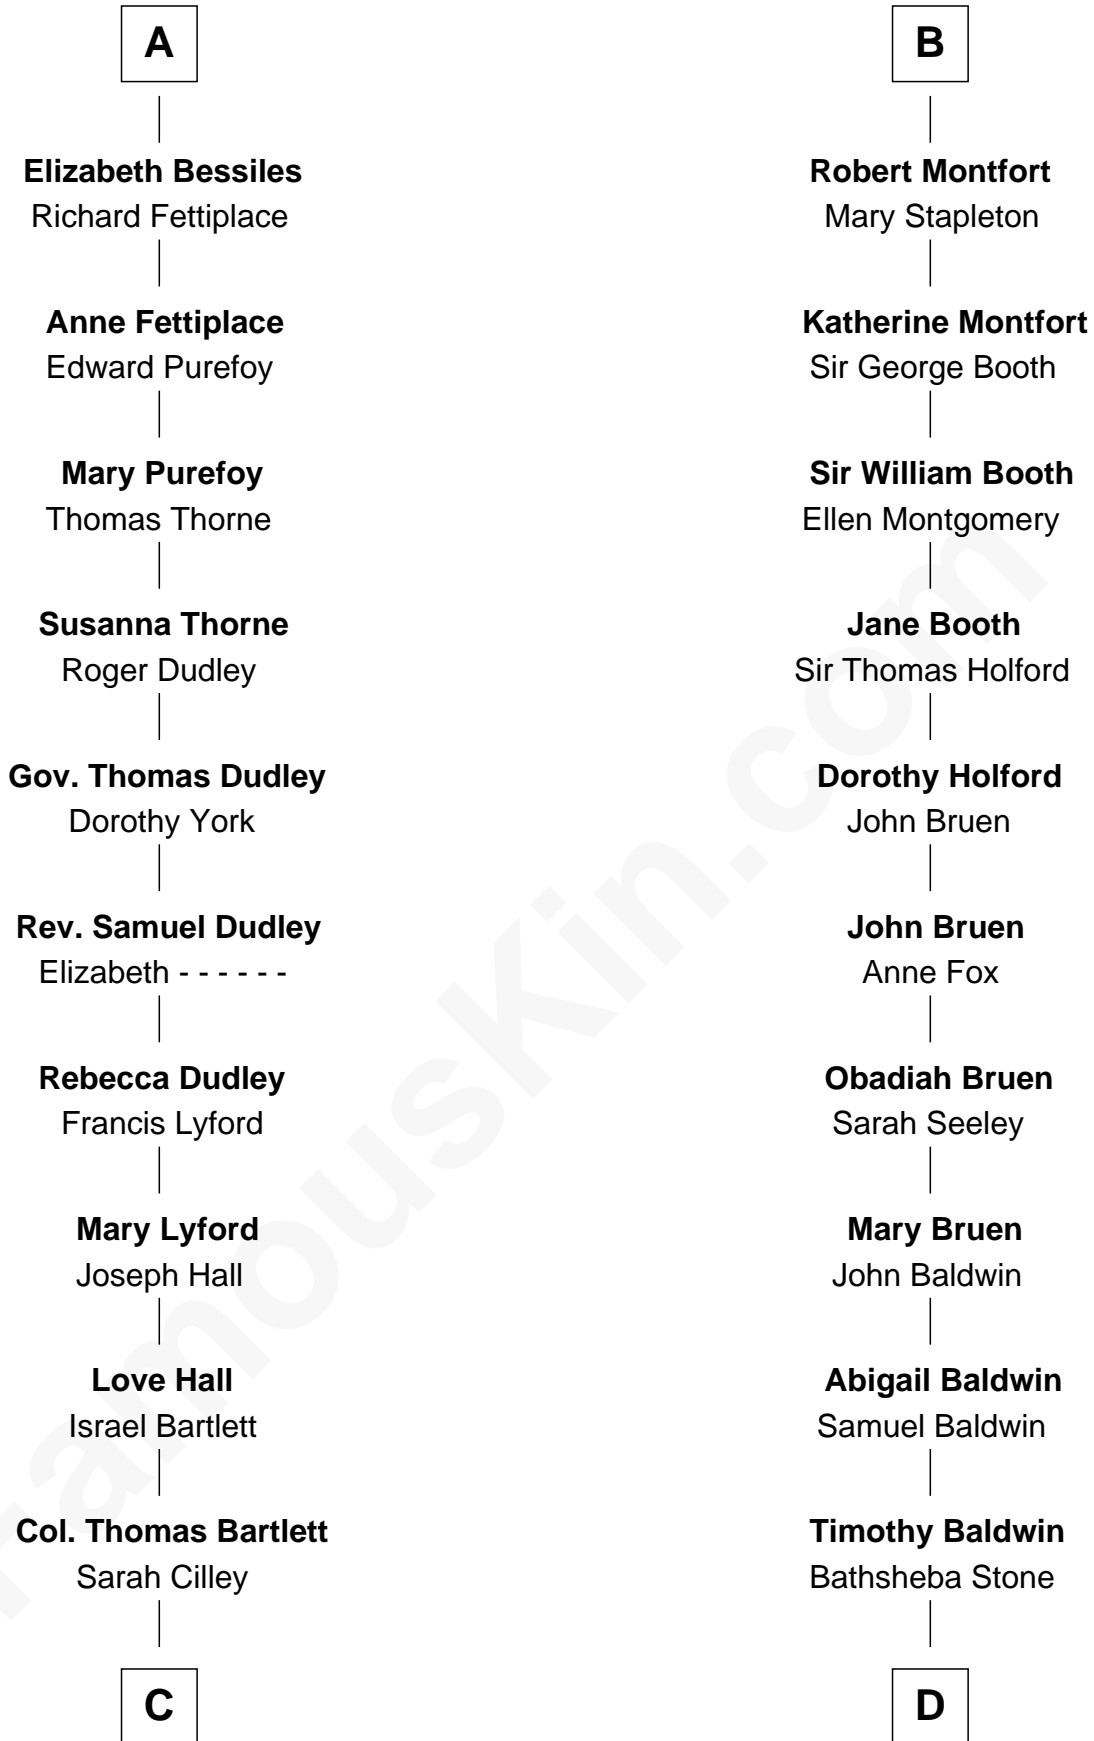 A
Elizabeth Bessiles
Richard Fettiplace
Anne Fettiplace
Edward Purefoy
Mary Purefoy
Thomas Thorne
Susanna Thorne
Roger Dudley
Gov. Thomas Dudley
Dorothy York
Rev. Samuel Dudley
Elizabeth - - - - - -
Rebecca Dudley
Francis Lyford
Mary Lyford
Joseph Hall
Love Hall
Israel Bartlett
Col. Thomas Bartlett
Sarah Cilley
C
B
Robert Montfort
Mary Stapleton
Katherine Montfort
Sir George Booth
Sir William Booth
Ellen Montgomery
Jane Booth
Sir Thomas Holford
Dorothy Holford
John Bruen
John Bruen
Anne Fox
Obadiah Bruen
Sarah Seeley
Mary Bruen
John Baldwin
Abigail Baldwin
Samuel Baldwin
Timothy Baldwin
Bathsheba Stone
D
FamousKin.com